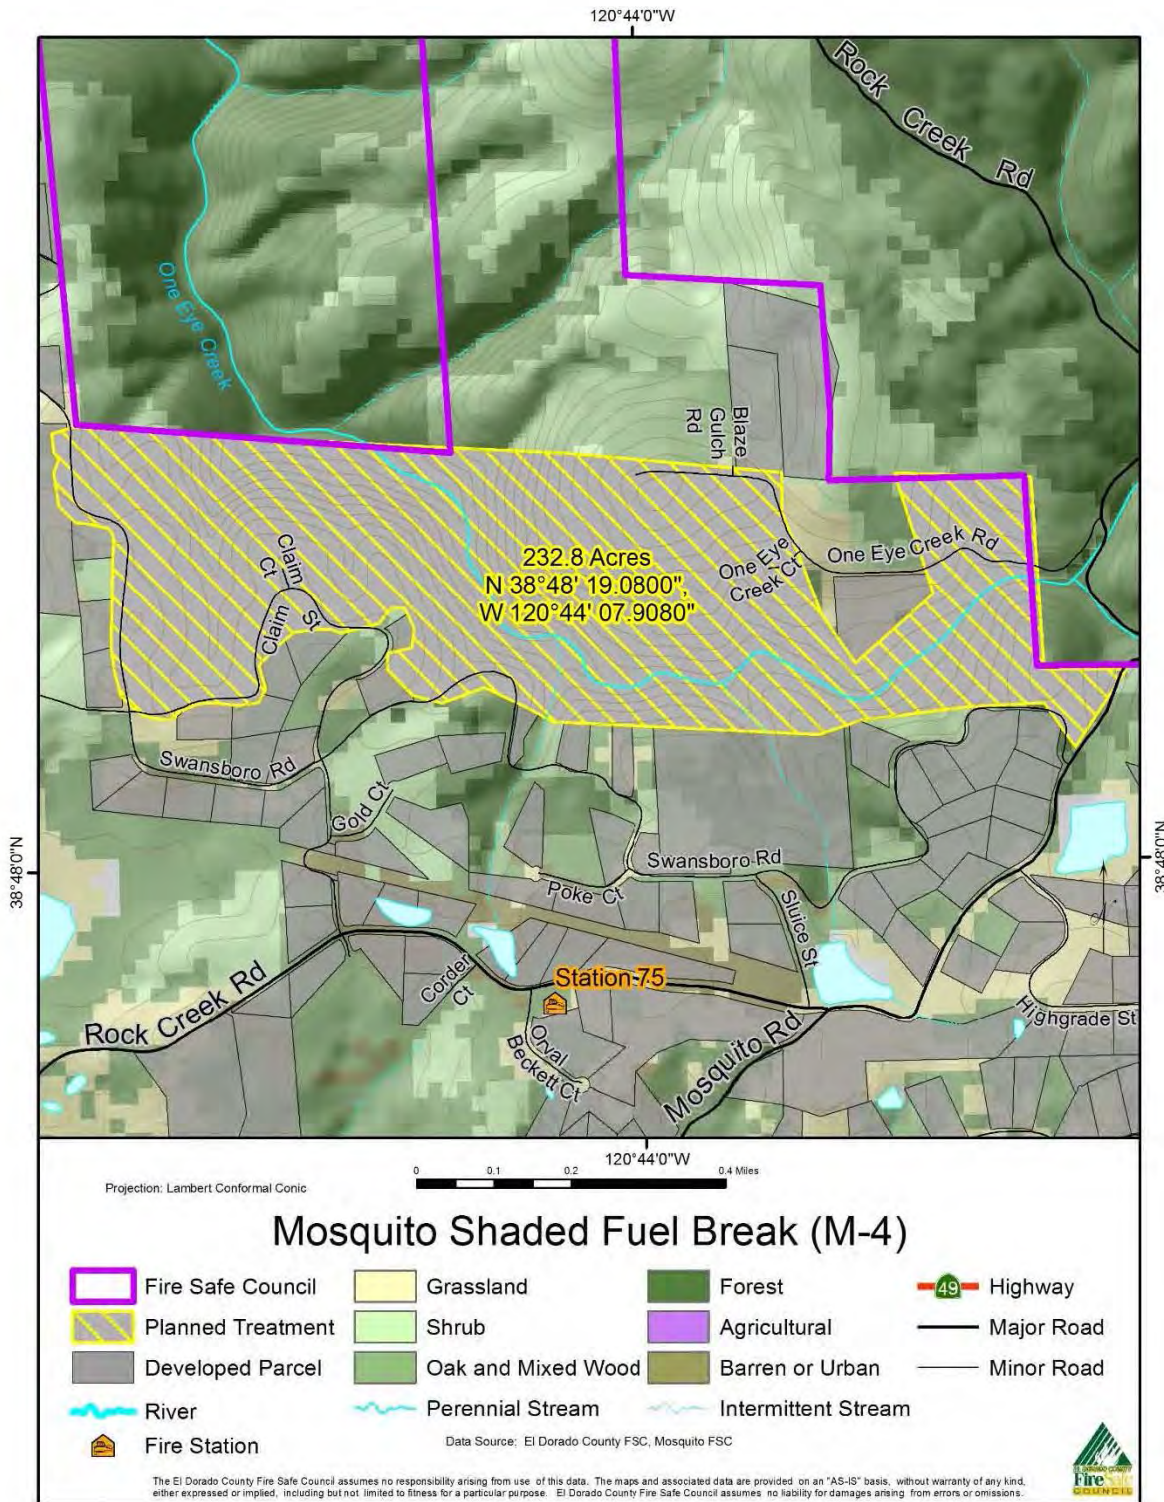 120°44'0"W
Rock Creek Rd
One Eye Creek
Blaze
Gulch
Rd
One Eye
Creek Ct
One Eye Creek Rd
232.8 Acres
N 38°48' 19.0800",
W 120°44' 07.9080"
Claim
Ct
Claim St
Swansboro Rd
Gold Ct
Swansboro Rd
Poke Ct
Sluice St
38°48'0"N
38°48'0"N
Corder
Ct
Station 75
Rock Creek Rd
Orval
Beckett Ct
Mosquito Rd
Highgrade St
120°44'0"W
0 0.1 0.2 0.4 Miles
Projection: Lambert Conformal Conic
Mosquito Shaded Fuel Break (M-4)
Fire Safe Council
Grassland
Forest
49 Highway
Planned Treatment
Shrub
Agricultural
Major Road
Developed Parcel
Oak and Mixed Wood
Barren or Urban
Minor Road
River
Perennial Stream
Intermittent Stream
Fire Station
Data Source: El Dorado County FSC, Mosquito FSC
The El Dorado County Fire Safe Council assumes no responsibility arising from use of this data. The maps and associated data are provided on an "AS-IS" basis, without warranty of any kind,
either expressed or implied, including but not limited to fitness for a particular purpose. El Dorado County Fire Safe Council assumes no liability for damages arising from errors or omissions.
EL DORADO COUNTY
Fire Safe
COUNCIL